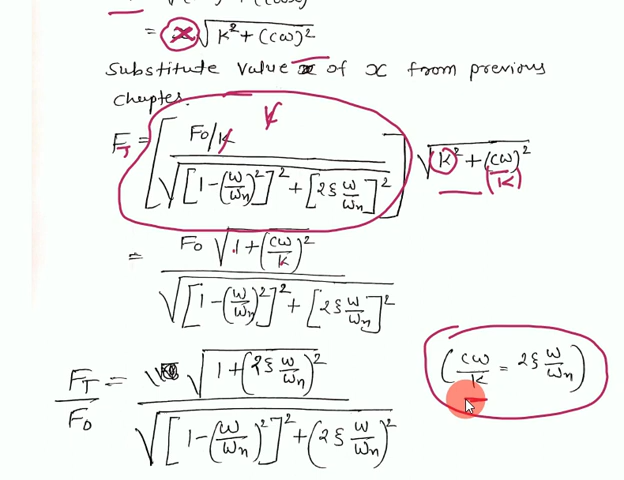 = x √K² + (cω)²
Substitute value of x from previous
chapter.
F_T = [ F₀/K / √[1-(ω/ωn)²]² + [2ξ ω/ωn]² ] √K² + (cω)² K
K
= F₀ √1+(cω/k)² / √[1-(ω/ωn)²]² + [2ξ ω/ωn]²
F_T/F₀ = √1+(2ξ ω/ωn)² / √[1-(ω/ωn)²]² + (2ξ ω/ωn)²
(cω/K = 2ξ ω/ωn)